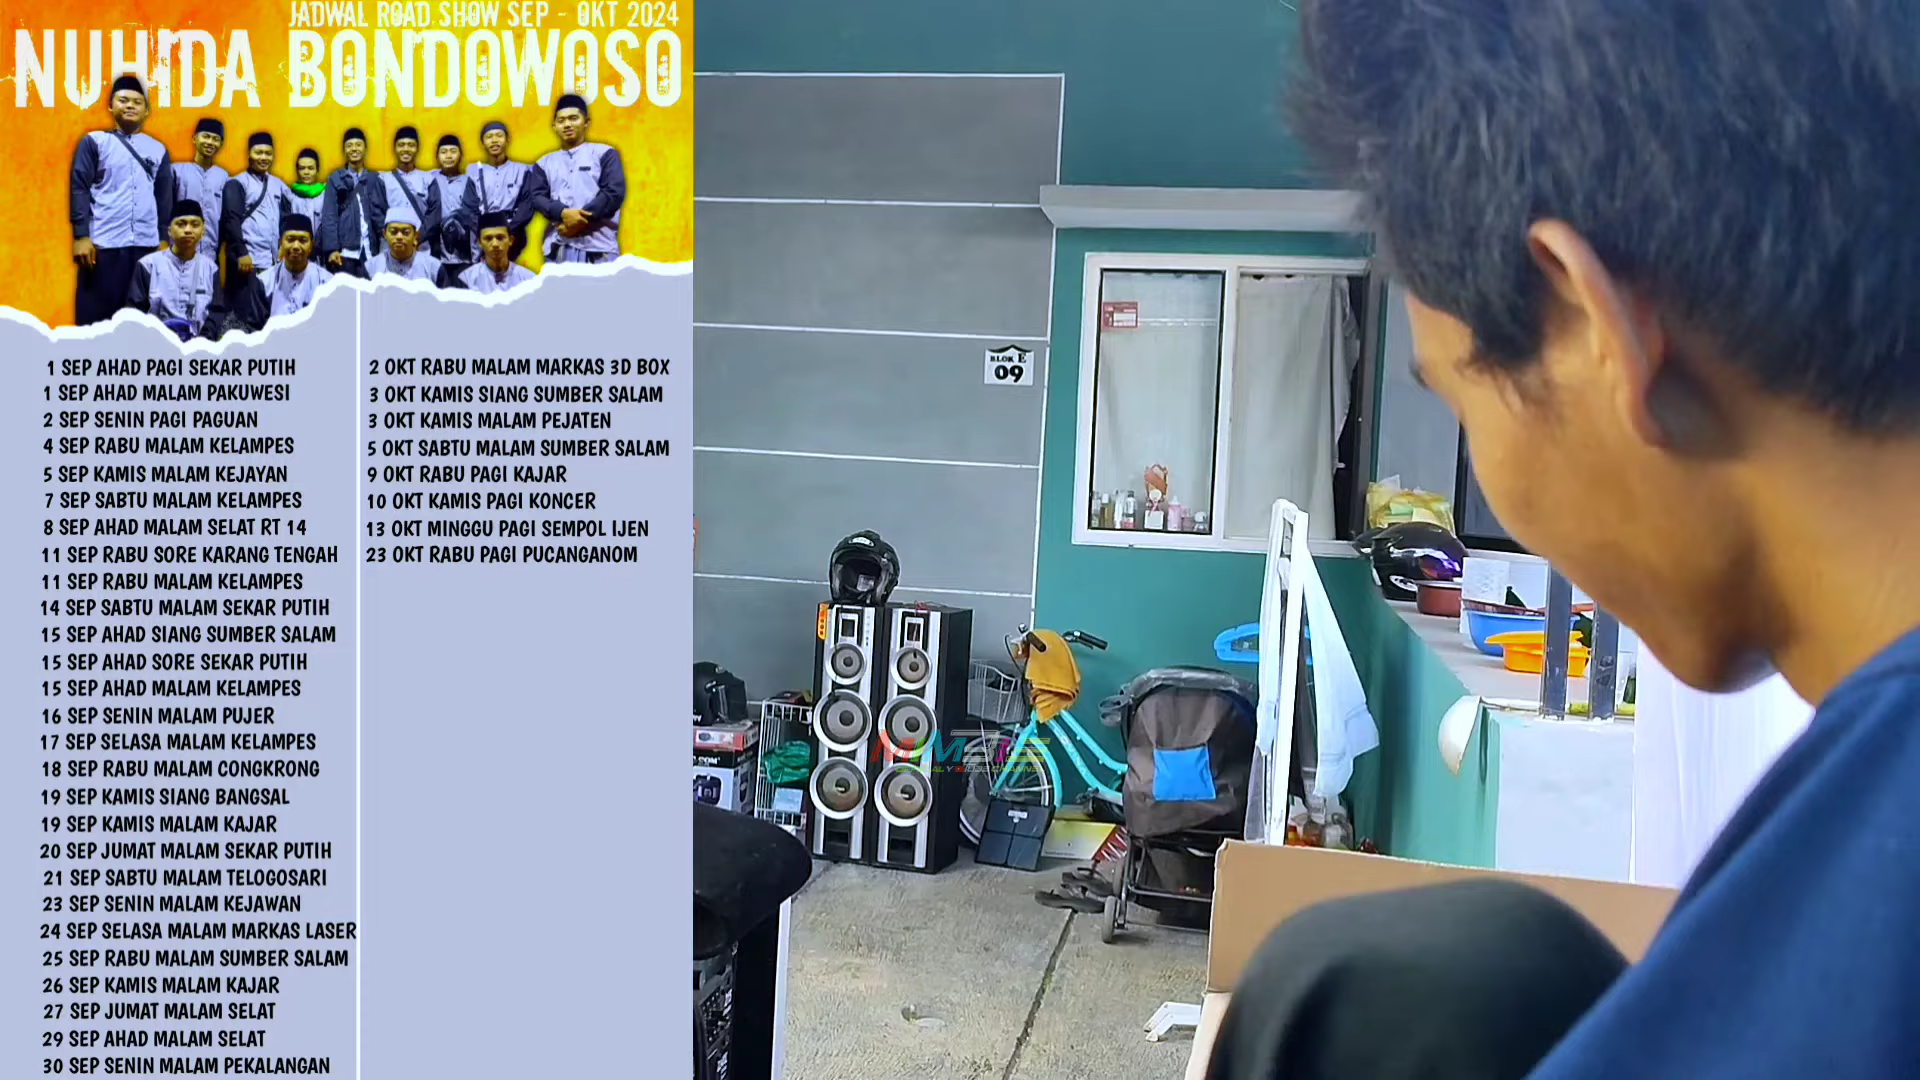 JADWAL ROAD SHOW SEP - OKT 2024
NUHIDA BONDOWOSO
1 SEP AHAD PAGI SEKAR PUTIH
1 SEP AHAD MALAM PAKUWESI
2 SEP SENIN PAGI PAGUAN
4 SEP RABU MALAM KELAMPES
5 SEP KAMIS MALAM KEJAYAN
7 SEP SABTU MALAM KELAMPES
8 SEP AHAD MALAM SELAT RT 14
11 SEP RABU SORE KARANG TENGAH
11 SEP RABU MALAM KELAMPES
14 SEP SABTU MALAM SEKAR PUTIH
15 SEP AHAD SIANG SUMBER SALAM
15 SEP AHAD SORE SEKAR PUTIH
15 SEP AHAD MALAM KELAMPES
16 SEP SENIN MALAM PUJER
17 SEP SELASA MALAM KELAMPES
18 SEP RABU MALAM CONGKRONG
19 SEP KAMIS SIANG BANGSAL
19 SEP KAMIS MALAM KAJAR
20 SEP JUMAT MALAM SEKAR PUTIH
21 SEP SABTU MALAM TELOGOSARI
23 SEP SENIN MALAM KEJAWAN
24 SEP SELASA MALAM MARKAS LASER
25 SEP RABU MALAM SUMBER SALAM
26 SEP KAMIS MALAM KAJAR
27 SEP JUMAT MALAM SELAT
29 SEP AHAD MALAM SELAT
30 SEP SENIN MALAM PEKALANGAN
2 OKT RABU MALAM MARKAS 3D BOX
3 OKT KAMIS SIANG SUMBER SALAM
3 OKT KAMIS MALAM PEJATEN
5 OKT SABTU MALAM SUMBER SALAM
9 OKT RABU PAGI KAJAR
10 OKT KAMIS PAGI KONCER
13 OKT MINGGU PAGI SEMPOL IJEN
23 OKT RABU PAGI PUCANGANOM
BLOK E
09